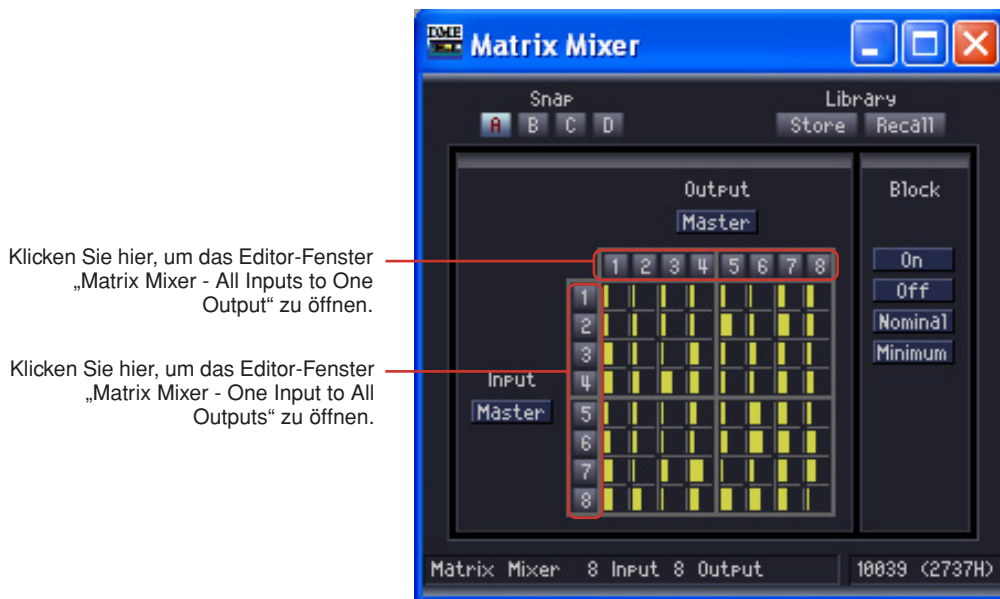 DME Matrix Mixer
Snap
Library
A B C D
Store Recall
Output
Block
Master
Klicken Sie hier, um das Editor-Fenster
„Matrix Mixer - All Inputs to One
Output“ zu öffnen.
1 2 3 4 5 6 7 8
On
Off
Nominal
Minimum
1
2
3
4
5
6
7
8
Klicken Sie hier, um das Editor-Fenster
„Matrix Mixer - One Input to All
Outputs“ zu öffnen.
Input
Master
Matrix Mixer 8 Input 8 Output
10039 (2737H)